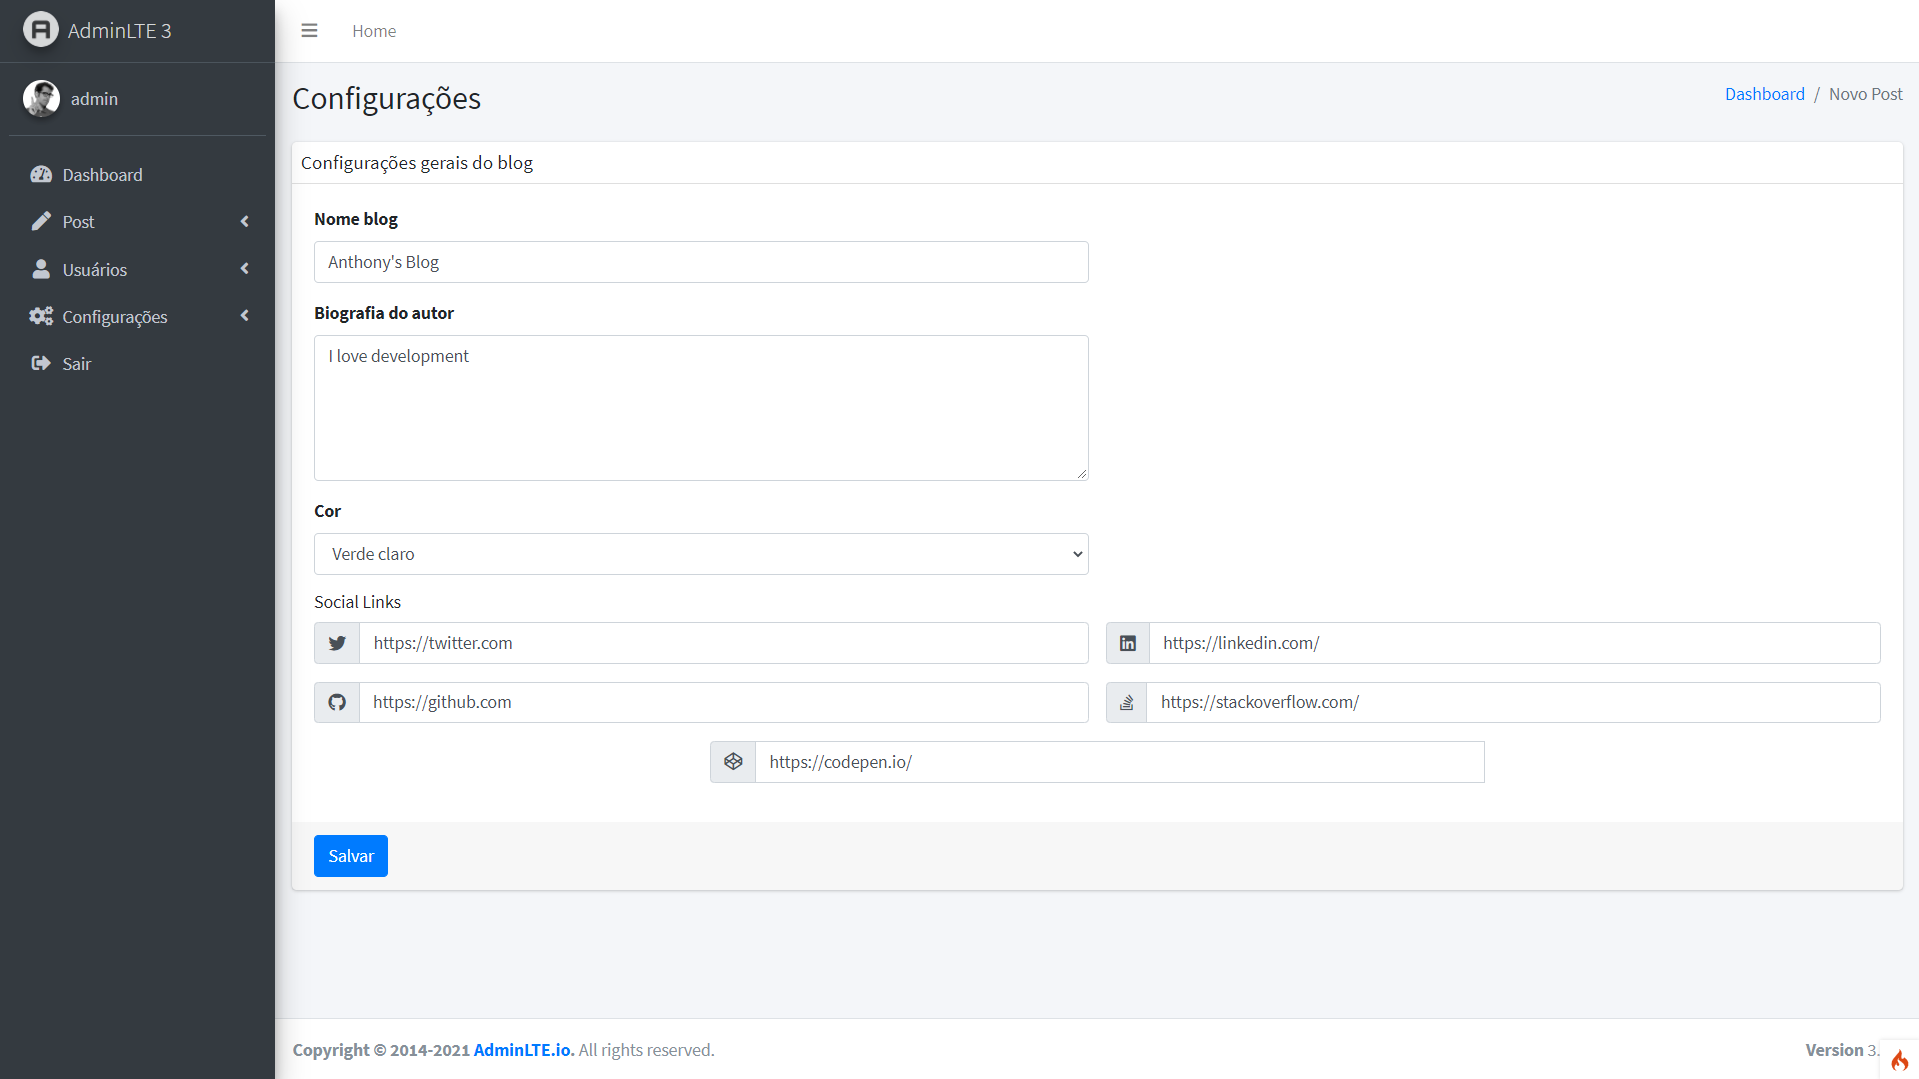 AdminLTE 3
Home
admin
Configurações
Dashboard / Novo Post
Dashboard
Post
Usuários
Configurações
Sair
Configurações gerais do blog
Nome blog
Anthony's Blog
Biografia do autor
I love development
Cor
Verde claro
Social Links
https://twitter.com
https://linkedin.com/
https://github.com
https://stackoverflow.com/
https://codepen.io/
Salvar
Copyright © 2014-2021 AdminLTE.io. All rights reserved.
Version 3.